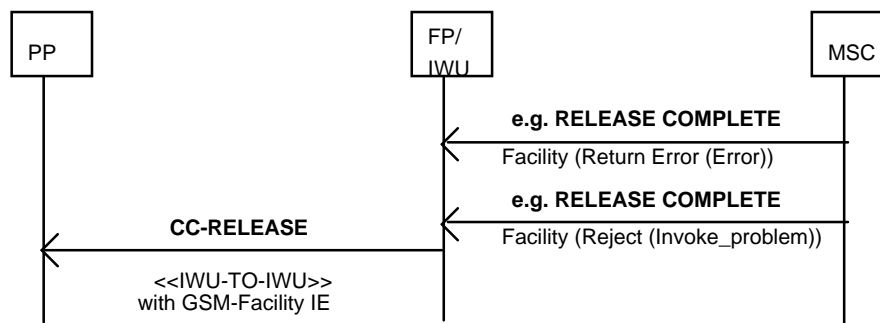 PP
FP/
IWU
MSC
e.g. RELEASE COMPLETE
Facility (Return Error (Error))
e.g. RELEASE COMPLETE
CC-RELEASE
Facility (Reject (Invoke_problem))
<<IWU-TO-IWU>>
with GSM-Facility IE